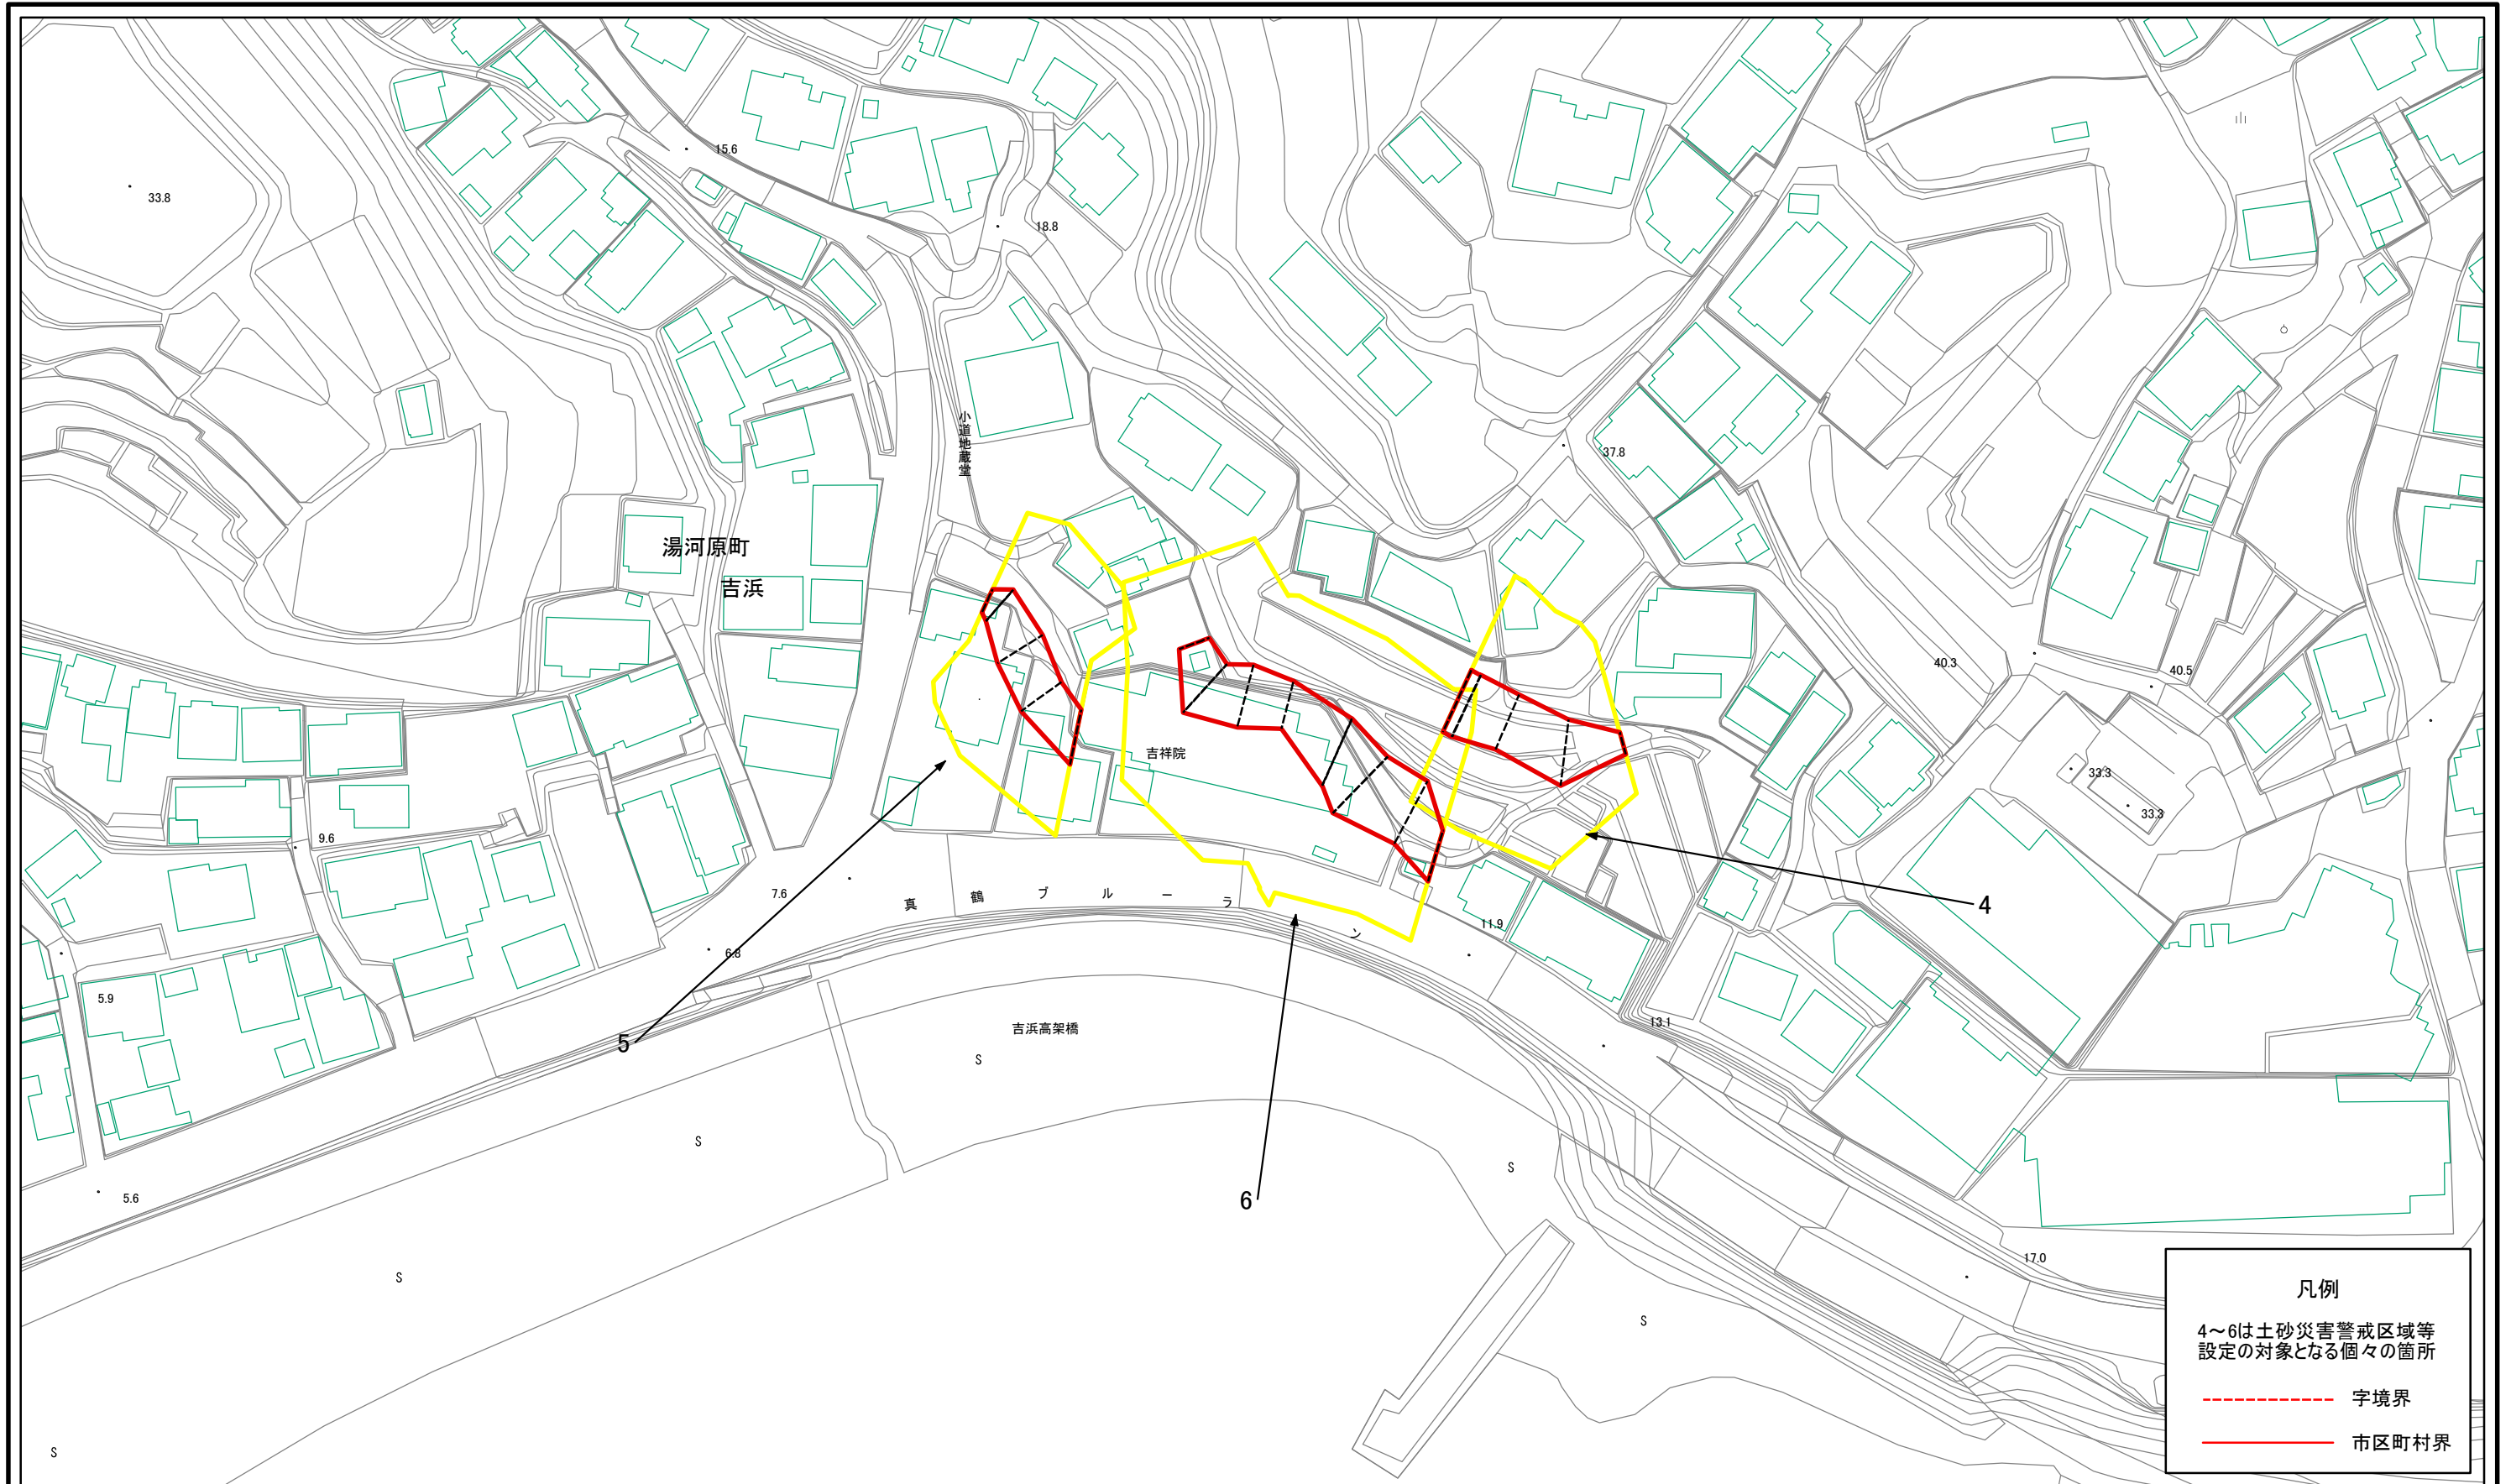 15.6
33.8
18.8
小道地蔵堂
37.8
湯河原町
吉浜
40.3
40.5
吉祥院
33.3
33.3
9.6
7.6
真鶴ブルーライン
4
11.9
6.8
5.9
13.1
吉浜高架橋
5
S
S
S
5.6
6
17.0
S
S
S
凡例
4～6は土砂災害警戒区域等
設定の対象となる個々の箇所
字境界
市区町村界